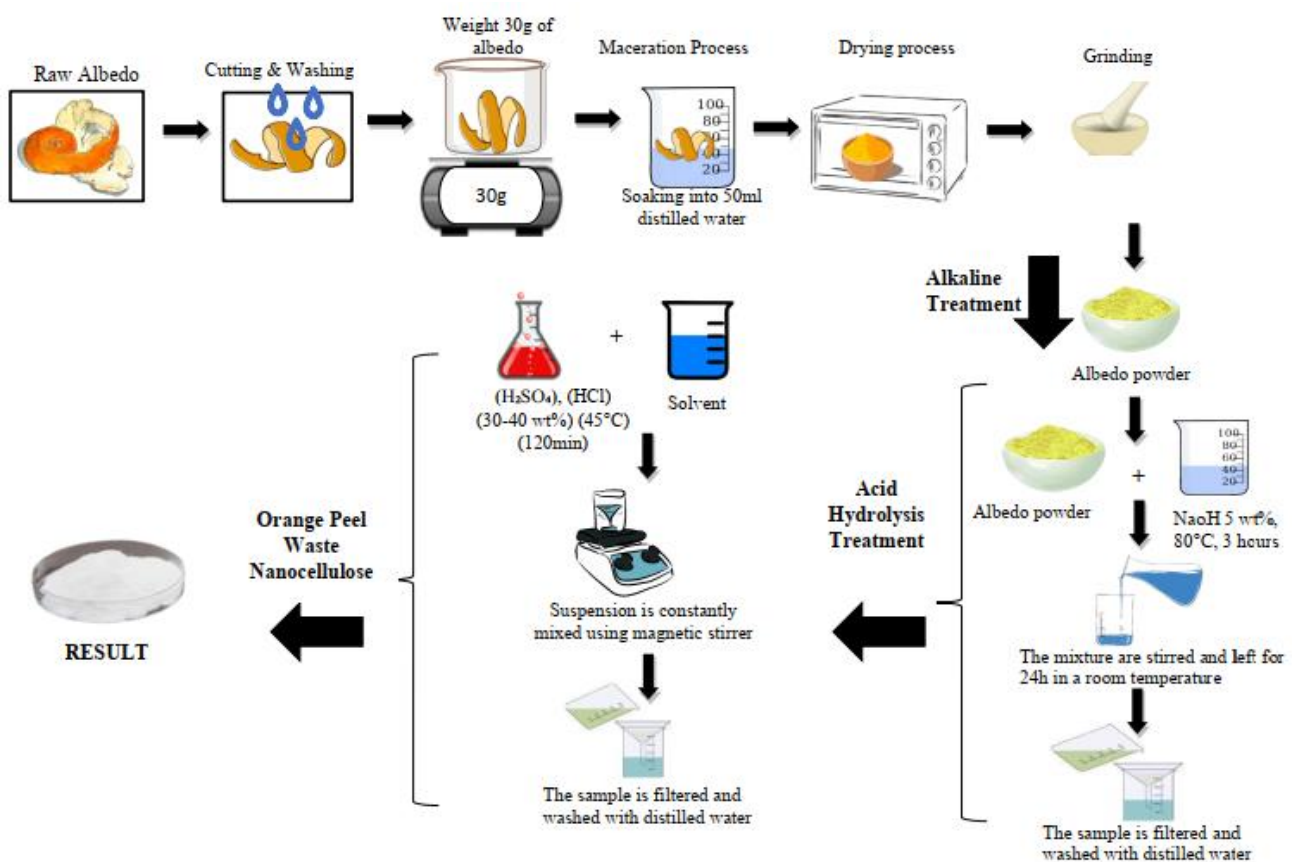 Raw Albedo
Cutting & Washing
Weight 30g of
albedo
30g
Maceration Process
100
80
60
40
20
Soaking into 50ml
distilled water
Drying process
Grinding
Alkaline
Treatment
Albedo powder
Albedo powder
+
100
80
60
40
20
NaoH 5 wt%,
80°C, 3 hours
The mixture are stirred and left for
24h in a room temperature
The sample is filtered and
washed with distilled water
Acid
Hydrolysis
Treatment
+
(H₂SO₄), (HCl)
(30-40 wt%) (45°C)
(120min)
Solvent
Suspension is constantly
mixed using magnetic stirrer
The sample is filtered and
washed with distilled water
Orange Peel
Waste
Nanocellulose
RESULT